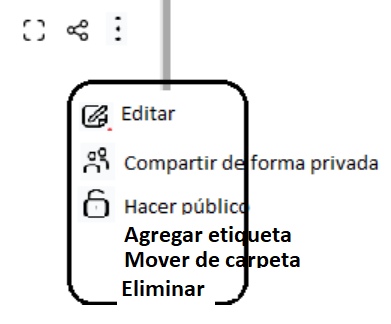 Editar
Compartir de forma privada
Hacer público
Agregar etiqueta
Mover de carpeta
Eliminar